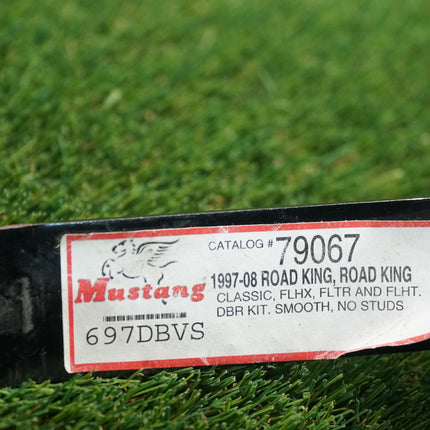 CATALOG #79067
Mustang
1997-08 ROAD KING, ROAD KING
CLASSIC, FLHX, FLTR AND FLHT.
DBR KIT. SMOOTH, NO STUDS
697DBVS